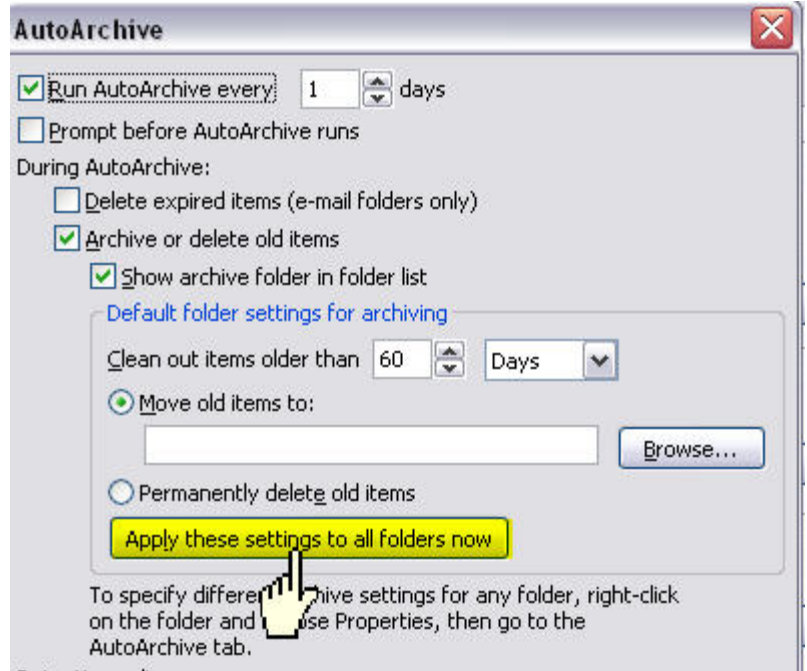 AutoArchive
Run AutoArchive every 1 days
Prompt before AutoArchive runs
During AutoArchive:
Delete expired items (e-mail folders only)
Archive or delete old items
Show archive folder in folder list
Default folder settings for archiving
Clean out items older than 60 Days
Move old items to:
Browse...
Permanently delete old items
Apply these settings to all folders now
To specify settings for any folder, right-click
on the folder and Properties, then go to the
AutoArchive tab.